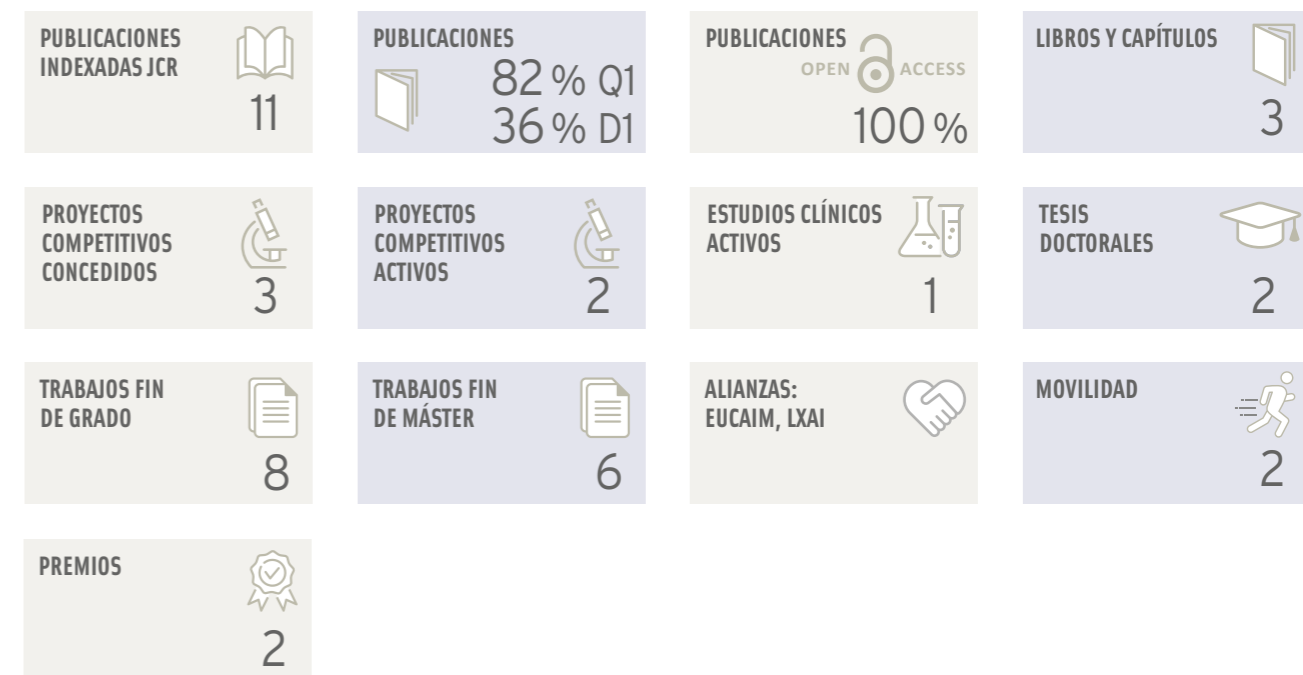 PUBLICACIONES
INDEXADAS JCR
11
PUBLICACIONES
82 % Q1
36 % D1
PUBLICACIONES
OPEN ACCESS
100 %
LIBROS Y CAPÍTULOS
3
PROYECTOS
COMPETITIVOS
CONCEDIDOS
3
PROYECTOS
COMPETITIVOS
ACTIVOS
2
ESTUDIOS CLÍNICOS
ACTIVOS
1
TESIS
DOCTORALES
2
TRABAJOS FIN
DE GRADO
8
TRABAJOS FIN
DE MÁSTER
6
ALIANZAS:
EUCAIM, LXAI
MOVILIDAD
2
PREMIOS
2